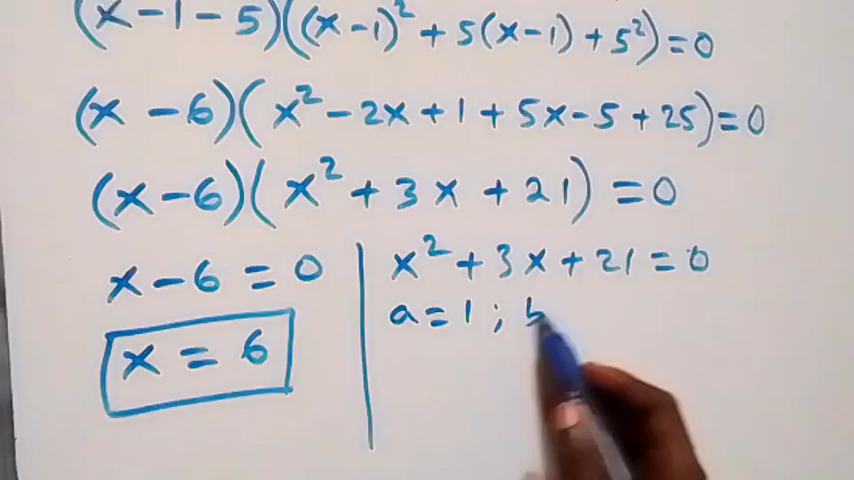 (x-1-5)((x-1)²+5(x-1)+5²)=0
(x-6)(x²-2x+1+5x-5+25)=0
(x-6)(x²+3x+21)=0
x-6=0
x=6
x²+3x+21=0
a=1; b